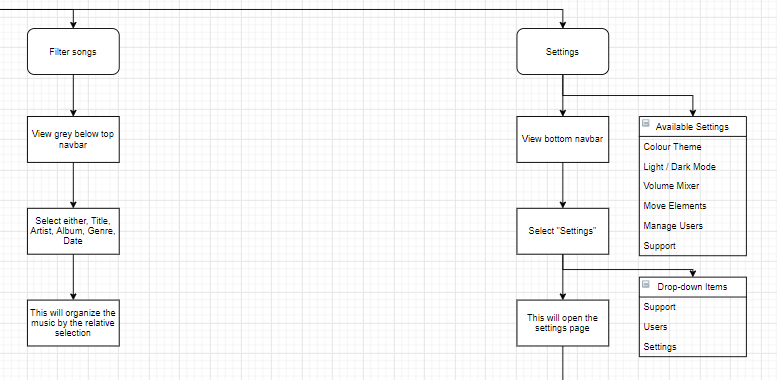 Filter songs
Settings
View grey below top
navbar
View bottom navbar
Available Settings
Colour Theme
Light / Dark Mode
Volume Mixer
Move Elements
Manage Users
Support
Select either, Title,
Artist, Album, Genre,
Date
Select "Settings"
Drop-down Items
Support
Users
Settings
This will organize the
music by the relative
selection
This will open the
settings page